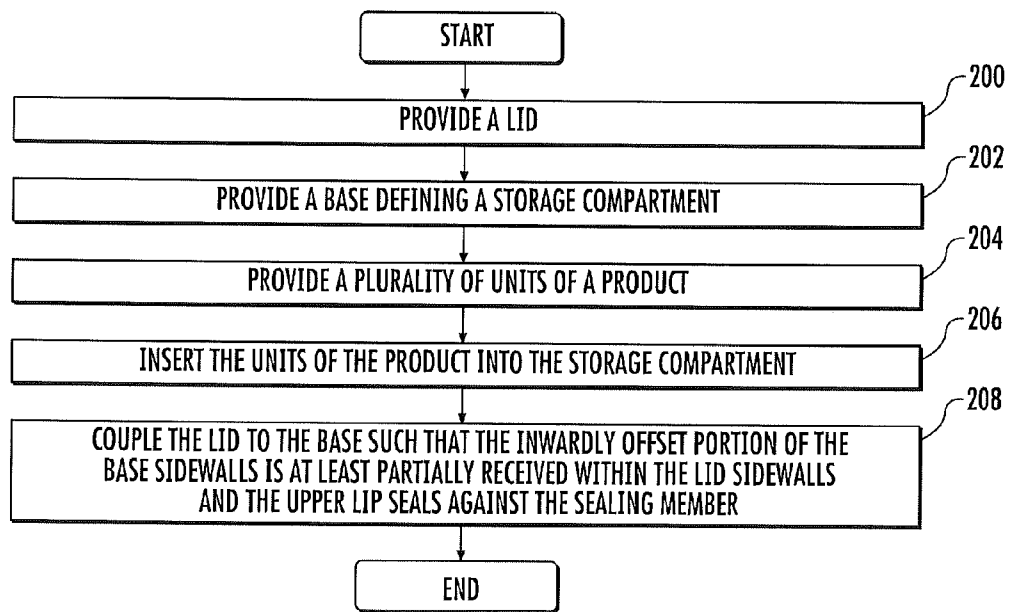 START
200
PROVIDE A LID
202
PROVIDE A BASE DEFINING A STORAGE COMPARTMENT
204
PROVIDE A PLURALITY OF UNITS OF A PRODUCT
206
INSERT THE UNITS OF THE PRODUCT INTO THE STORAGE COMPARTMENT
208
COUPLE THE LID TO THE BASE SUCH THAT THE INWARDLY OFFSET PORTION OF THE
BASE SIDEWALLS IS AT LEAST PARTIALLY RECEIVED WITHIN THE LID SIDEWALLS
AND THE UPPER LIP SEALS AGAINST THE SEALING MEMBER
END